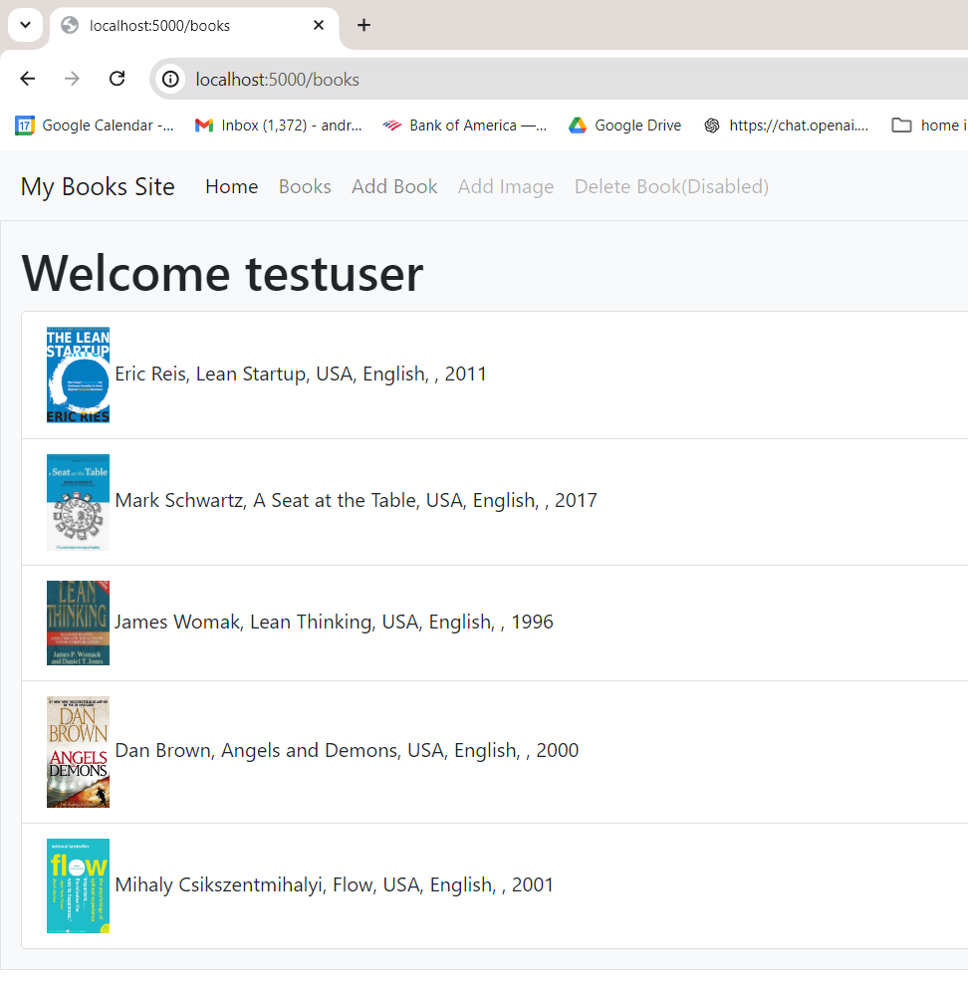 localhost:5000/books
localhost:5000/books
17 Google Calendar -... Inbox (1,372) - andr... Bank of America —... Google Drive https://chat.openai.... home i
My Books Site Home Books Add Book Add Image Delete Book(Disabled)
Welcome testuser
THE LEAN
STARTUP
ERIC RIES
Eric Reis, Lean Startup, USA, English, , 2011
a Seat at the Table
Mark Schwartz, A Seat at the Table, USA, English, , 2017
LEAN
THINKING
James P. Womack
and Daniel T. Jones
James Womak, Lean Thinking, USA, English, , 1996
DAN
BROWN
ANGELS
DEMONS
Dan Brown, Angels and Demons, USA, English, , 2000
flow
Mihaly Csikszentmihalyi, Flow, USA, English, , 2001